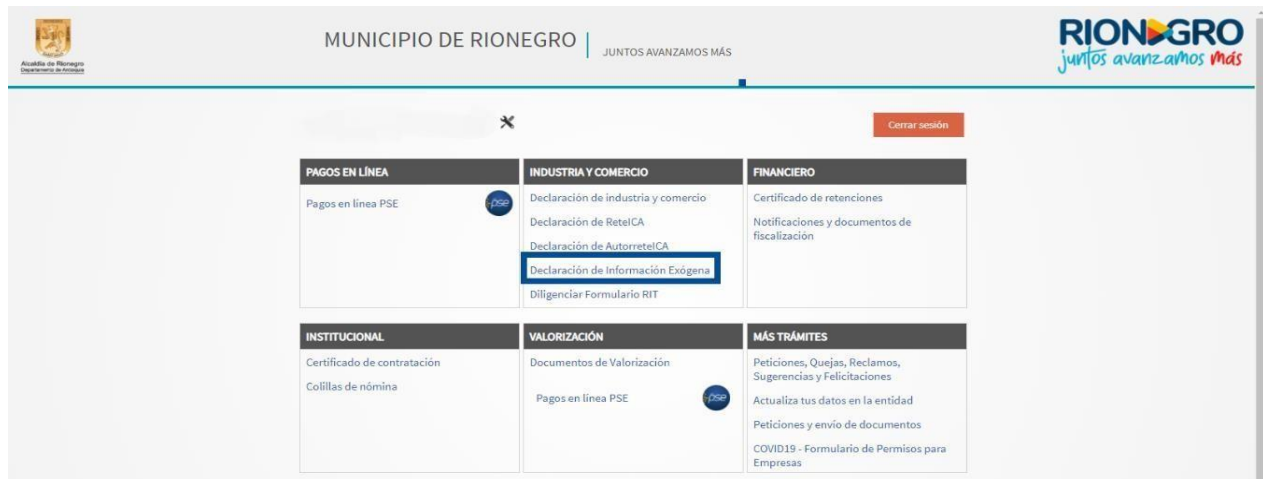 Alcaldía de Rionegro
Departamento de Antioquia
MUNICIPIO DE RIONEGRO
JUNTOS AVANZAMOS MÁS
RIONEGRO
juntos avanzamos más
Cerrar sesión
PAGOS EN LÍNEA
Pagos en línea PSE
pse
INDUSTRIA Y COMERCIO
Declaración de industria y comercio
Declaración de ReteICA
Declaración de AutorreteICA
Declaración de Información Exógena
Diligenciar Formulario RIT
FINANCIERO
Certificado de retenciones
Notificaciones y documentos de
fiscalización
INSTITUCIONAL
Certificado de contratación
Colillas de nómina
VALORIZACIÓN
Documentos de Valorización
Pagos en línea PSE
pse
MÁS TRÁMITES
Peticiones, Quejas, Reclamos,
Sugerencias y Felicitaciones
Actualiza tus datos en la entidad
Peticiones y envío de documentos
COVID19 - Formulario de Permisos para
Empresas